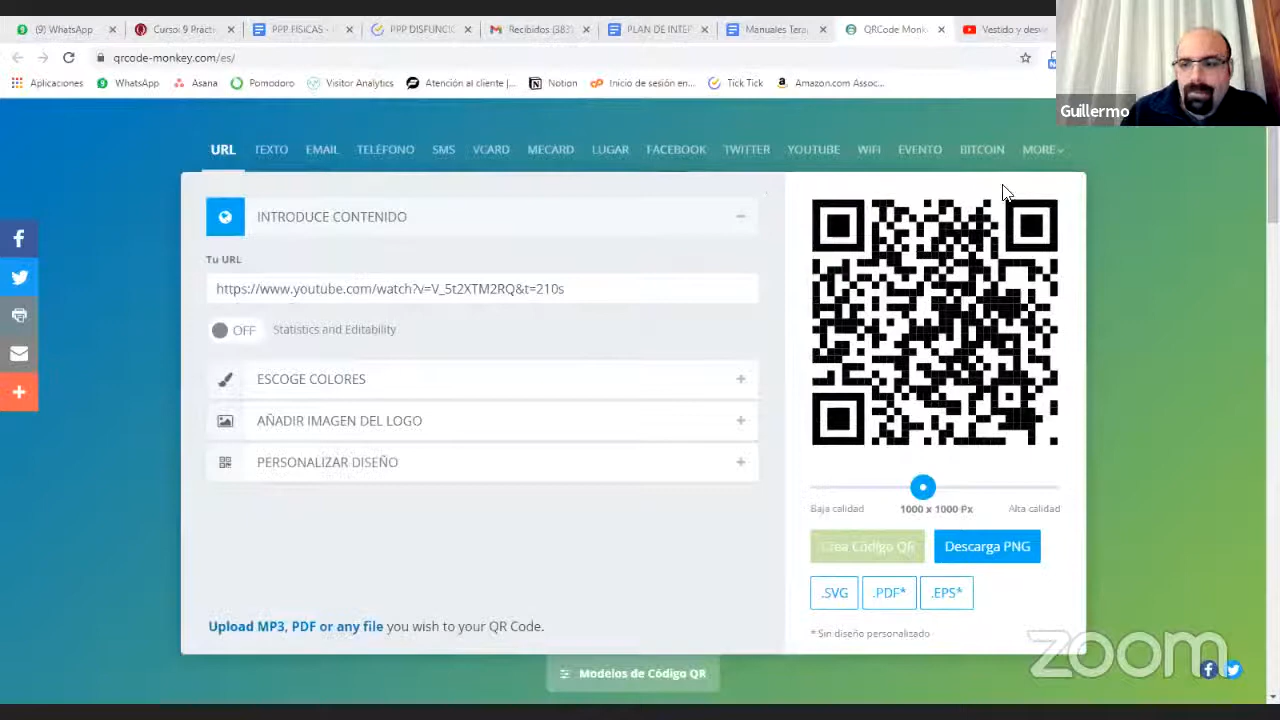 (9) WhatsApp
Curso: 9 Practi
PPP FISICAS -
PPP DISFUNCIO
Recibidos (383)
PLAN DE INTER
Manuales Tera
QRCode Monk
Vestido y desv
qrcode-monkey.com/es/
Aplicaciones
WhatsApp
Asana
Pomodoro
Visitor Analytics
Atención al cliente |...
Notion
Inicio de sesión en...
Tick Tick
Amazon.com Assoc...
Guillermo
URL TEXTO EMAIL TELÉFONO SMS VCARD MECARD LUGAR FACEBOOK TWITTER YOUTUBE WIFI EVENTO BITCOIN MORE
INTRODUCE CONTENIDO
Tu URL
https://www.youtube.com/watch?v=V_5t2XTM2RQ&t=210s
OFF Statistics and Editability
ESCOGE COLORES
AÑADIR IMAGEN DEL LOGO
PERSONALIZAR DISEÑO
Upload MP3, PDF or any file you wish to your QR Code.
Baja calidad 1000 x 1000 Px Alta calidad
Crea Código QR Descarga PNG
.SVG .PDF* .EPS*
* Sin diseño personalizado
Modelos de Código QR
zoom